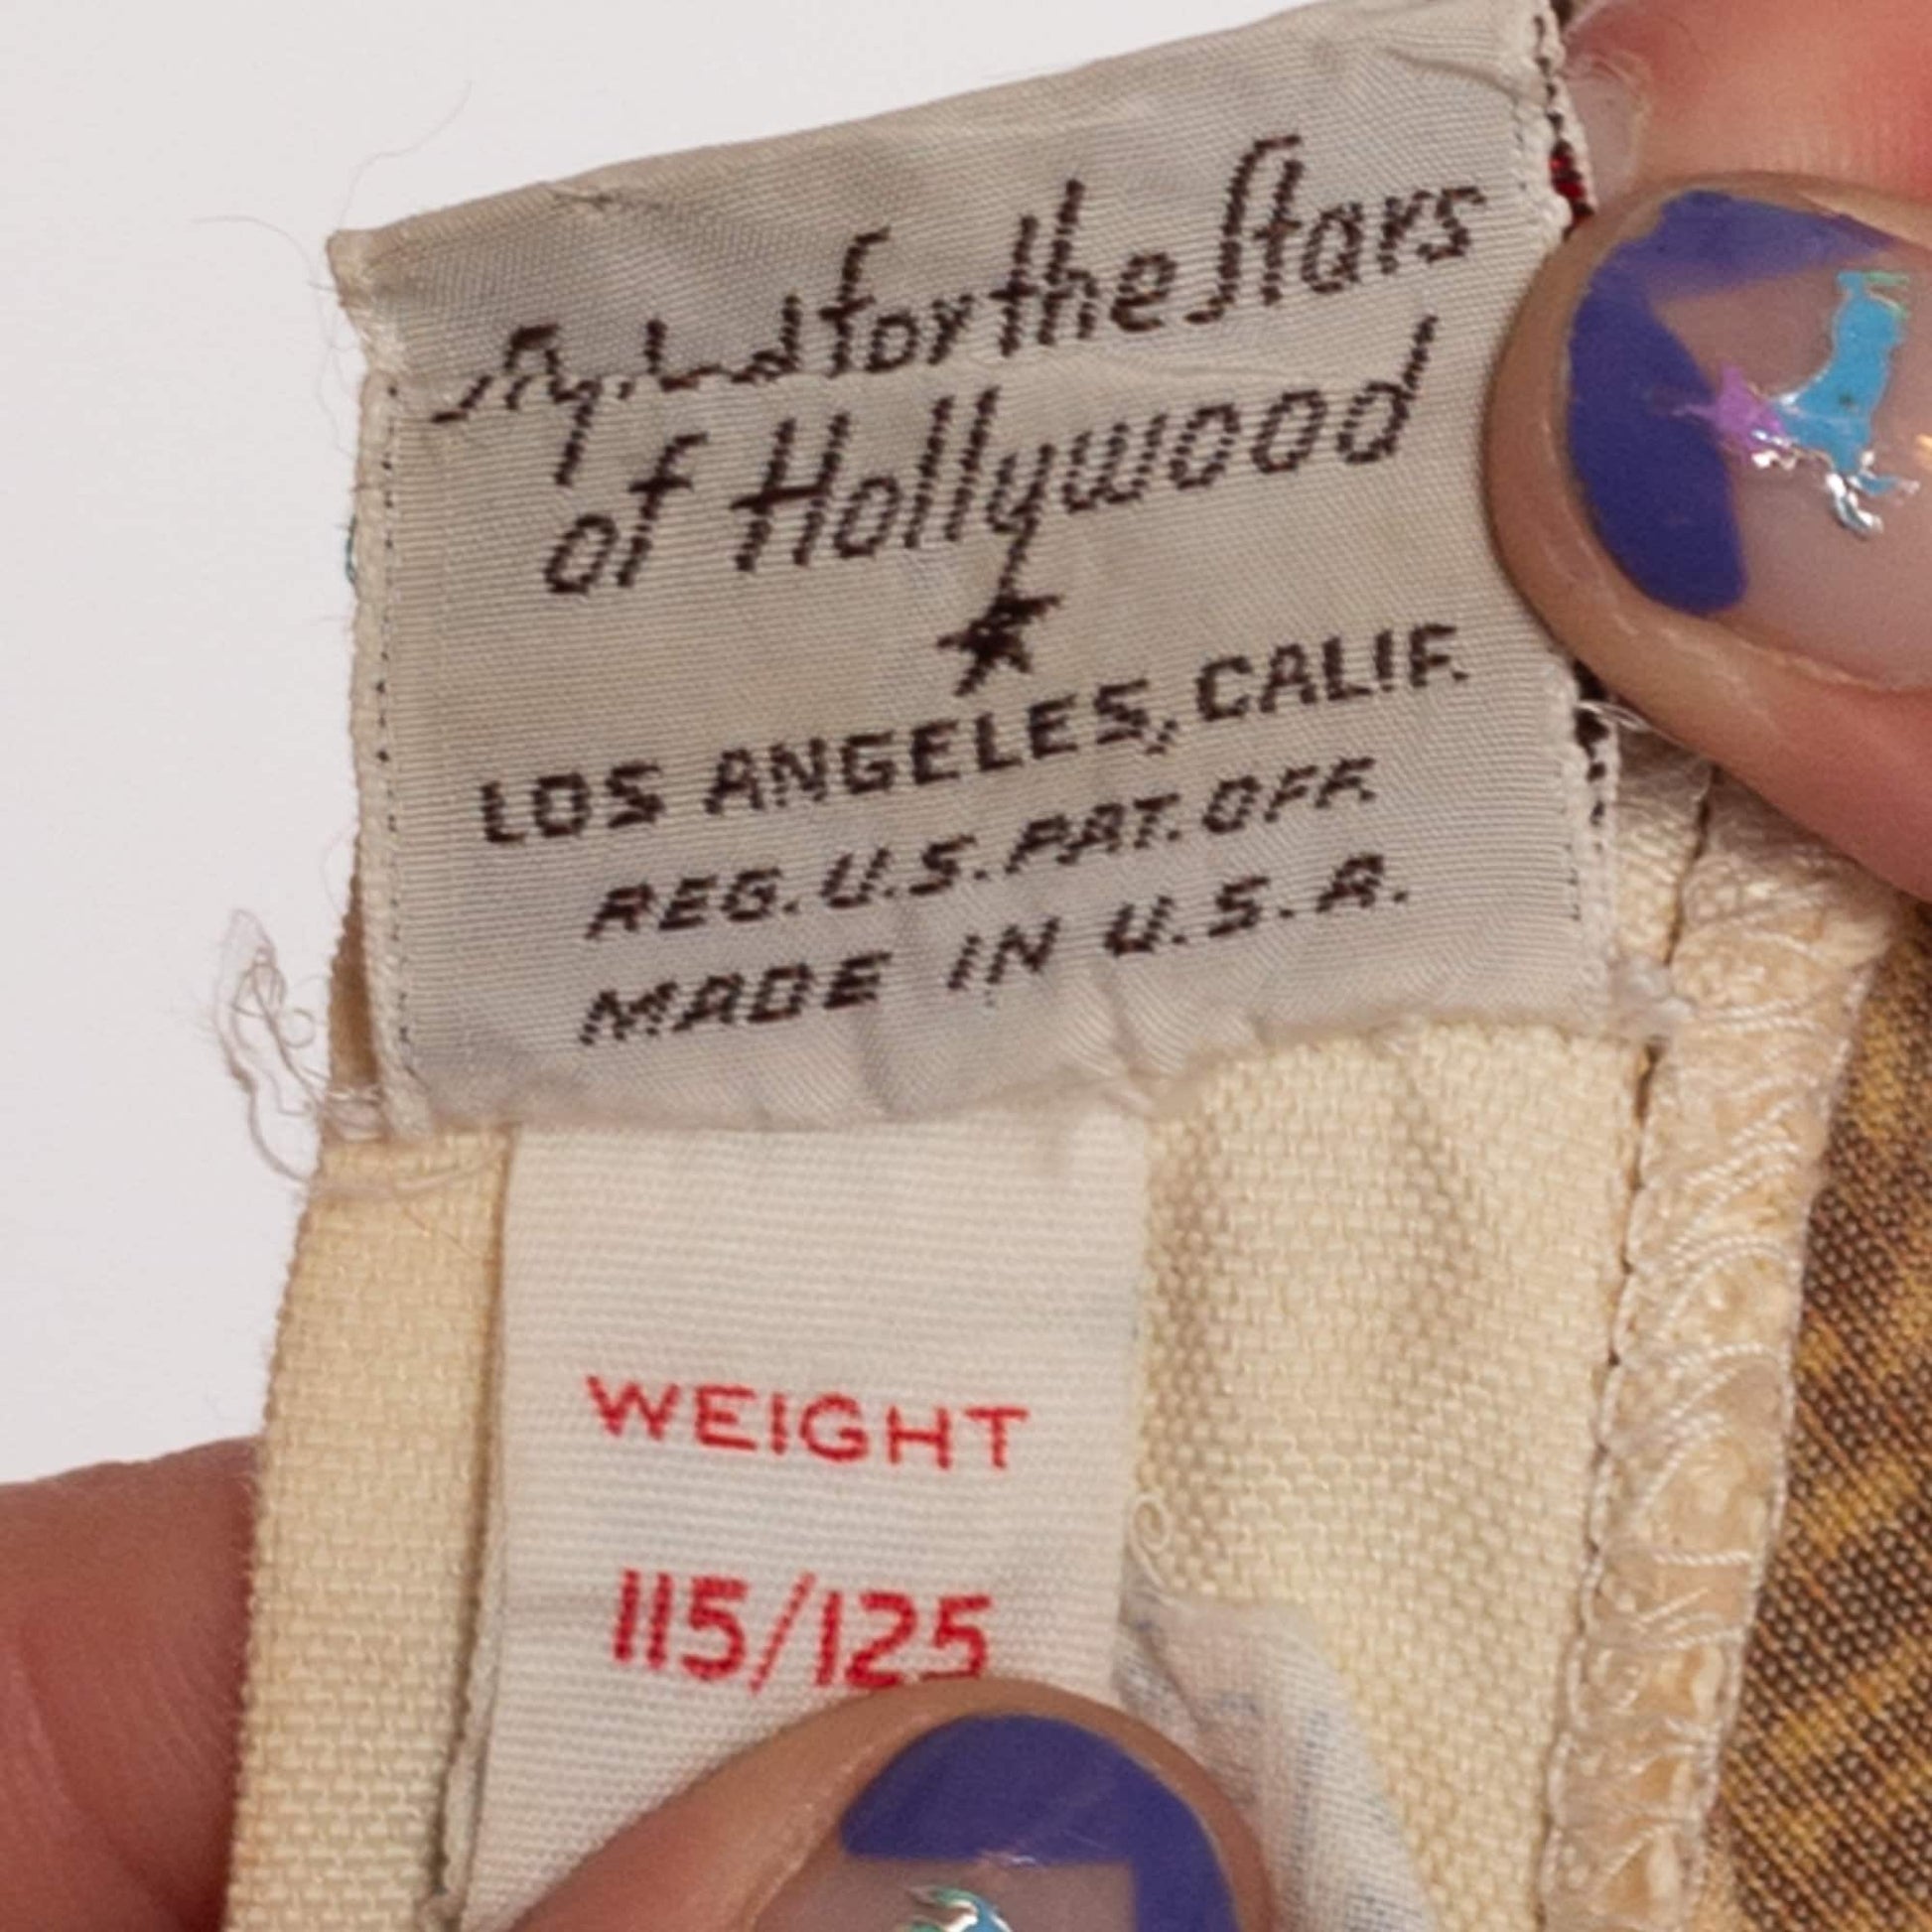 for the Stars
of Hollywood
LOS ANGELES, CALIF.
REG. U.S. PAT. OFF.
MADE IN U.S.A.
WEIGHT
115/125